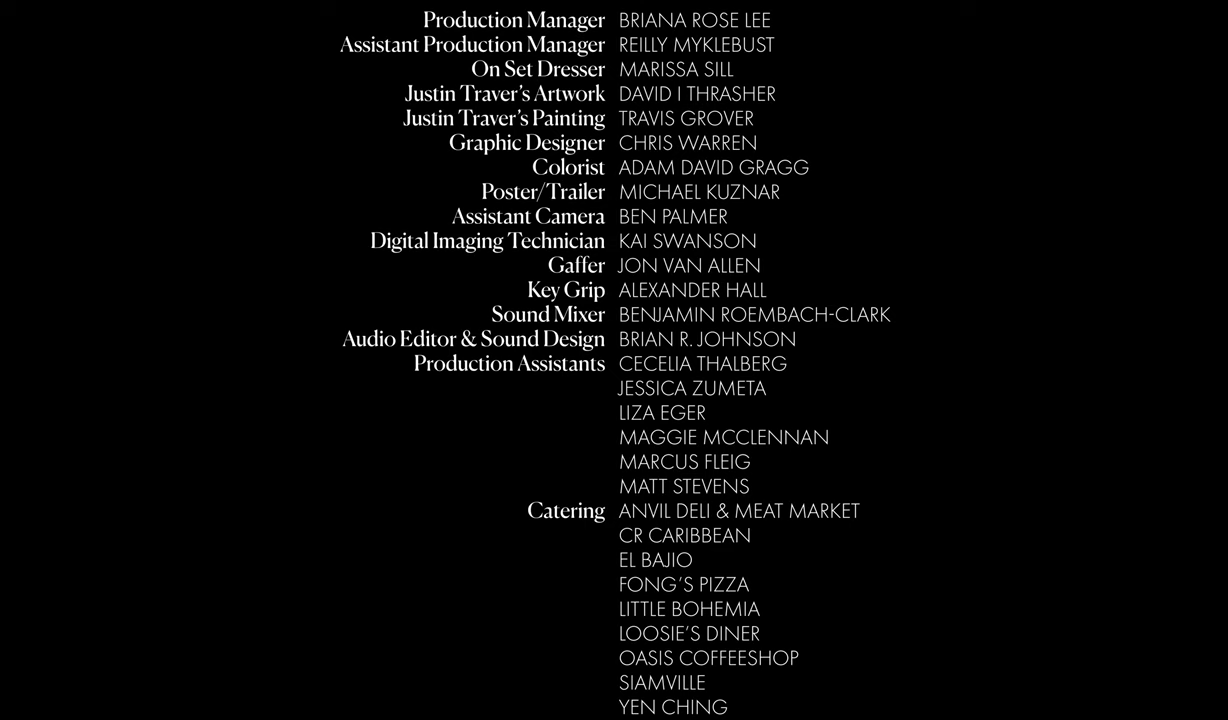 Production Manager BRIANA ROSE LEE
Assistant Production Manager REILLY MYKLEBUST
On Set Dresser MARISSA SILL
Justin Traver's Artwork DAVID I THRASHER
Justin Traver's Painting TRAVIS GROVER
Graphic Designer CHRIS WARREN
Colorist ADAM DAVID GRAGG
Poster/Trailer MICHAEL KUZNAR
Assistant Camera BEN PALMER
Digital Imaging Technician KAI SWANSON
Gaffer JON VAN ALLEN
Key Grip ALEXANDER HALL
Sound Mixer BENJAMIN ROEMBACH-CLARK
Audio Editor & Sound Design BRIAN R. JOHNSON
Production Assistants CECELIA THALBERG
JESSICA ZUMETA
LIZA EGER
MAGGIE MCCLENNAN
MARCUS FLEIG
MATT STEVENS
Catering ANVIL DELI & MEAT MARKET
CR CARIBBEAN
EL BAJIO
FONG'S PIZZA
LITTLE BOHEMIA
LOOSIE'S DINER
OASIS COFFEESHOP
SIAMVILLE
YEN CHING